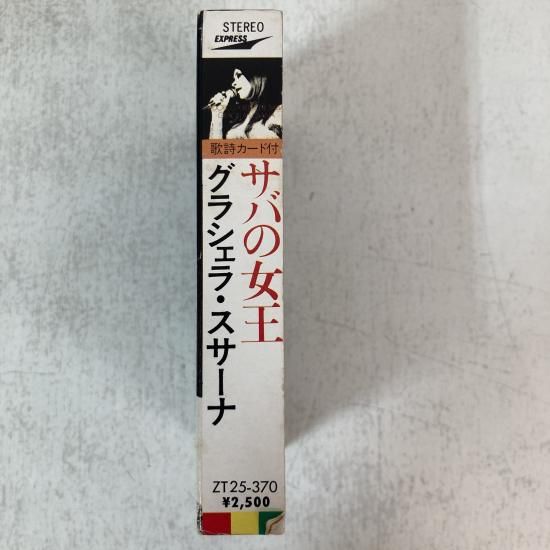 STEREO
EXPRESS
歌詩カード付
サバの女王
グラシェラ・スサーナ
ZT25-370
¥2,500